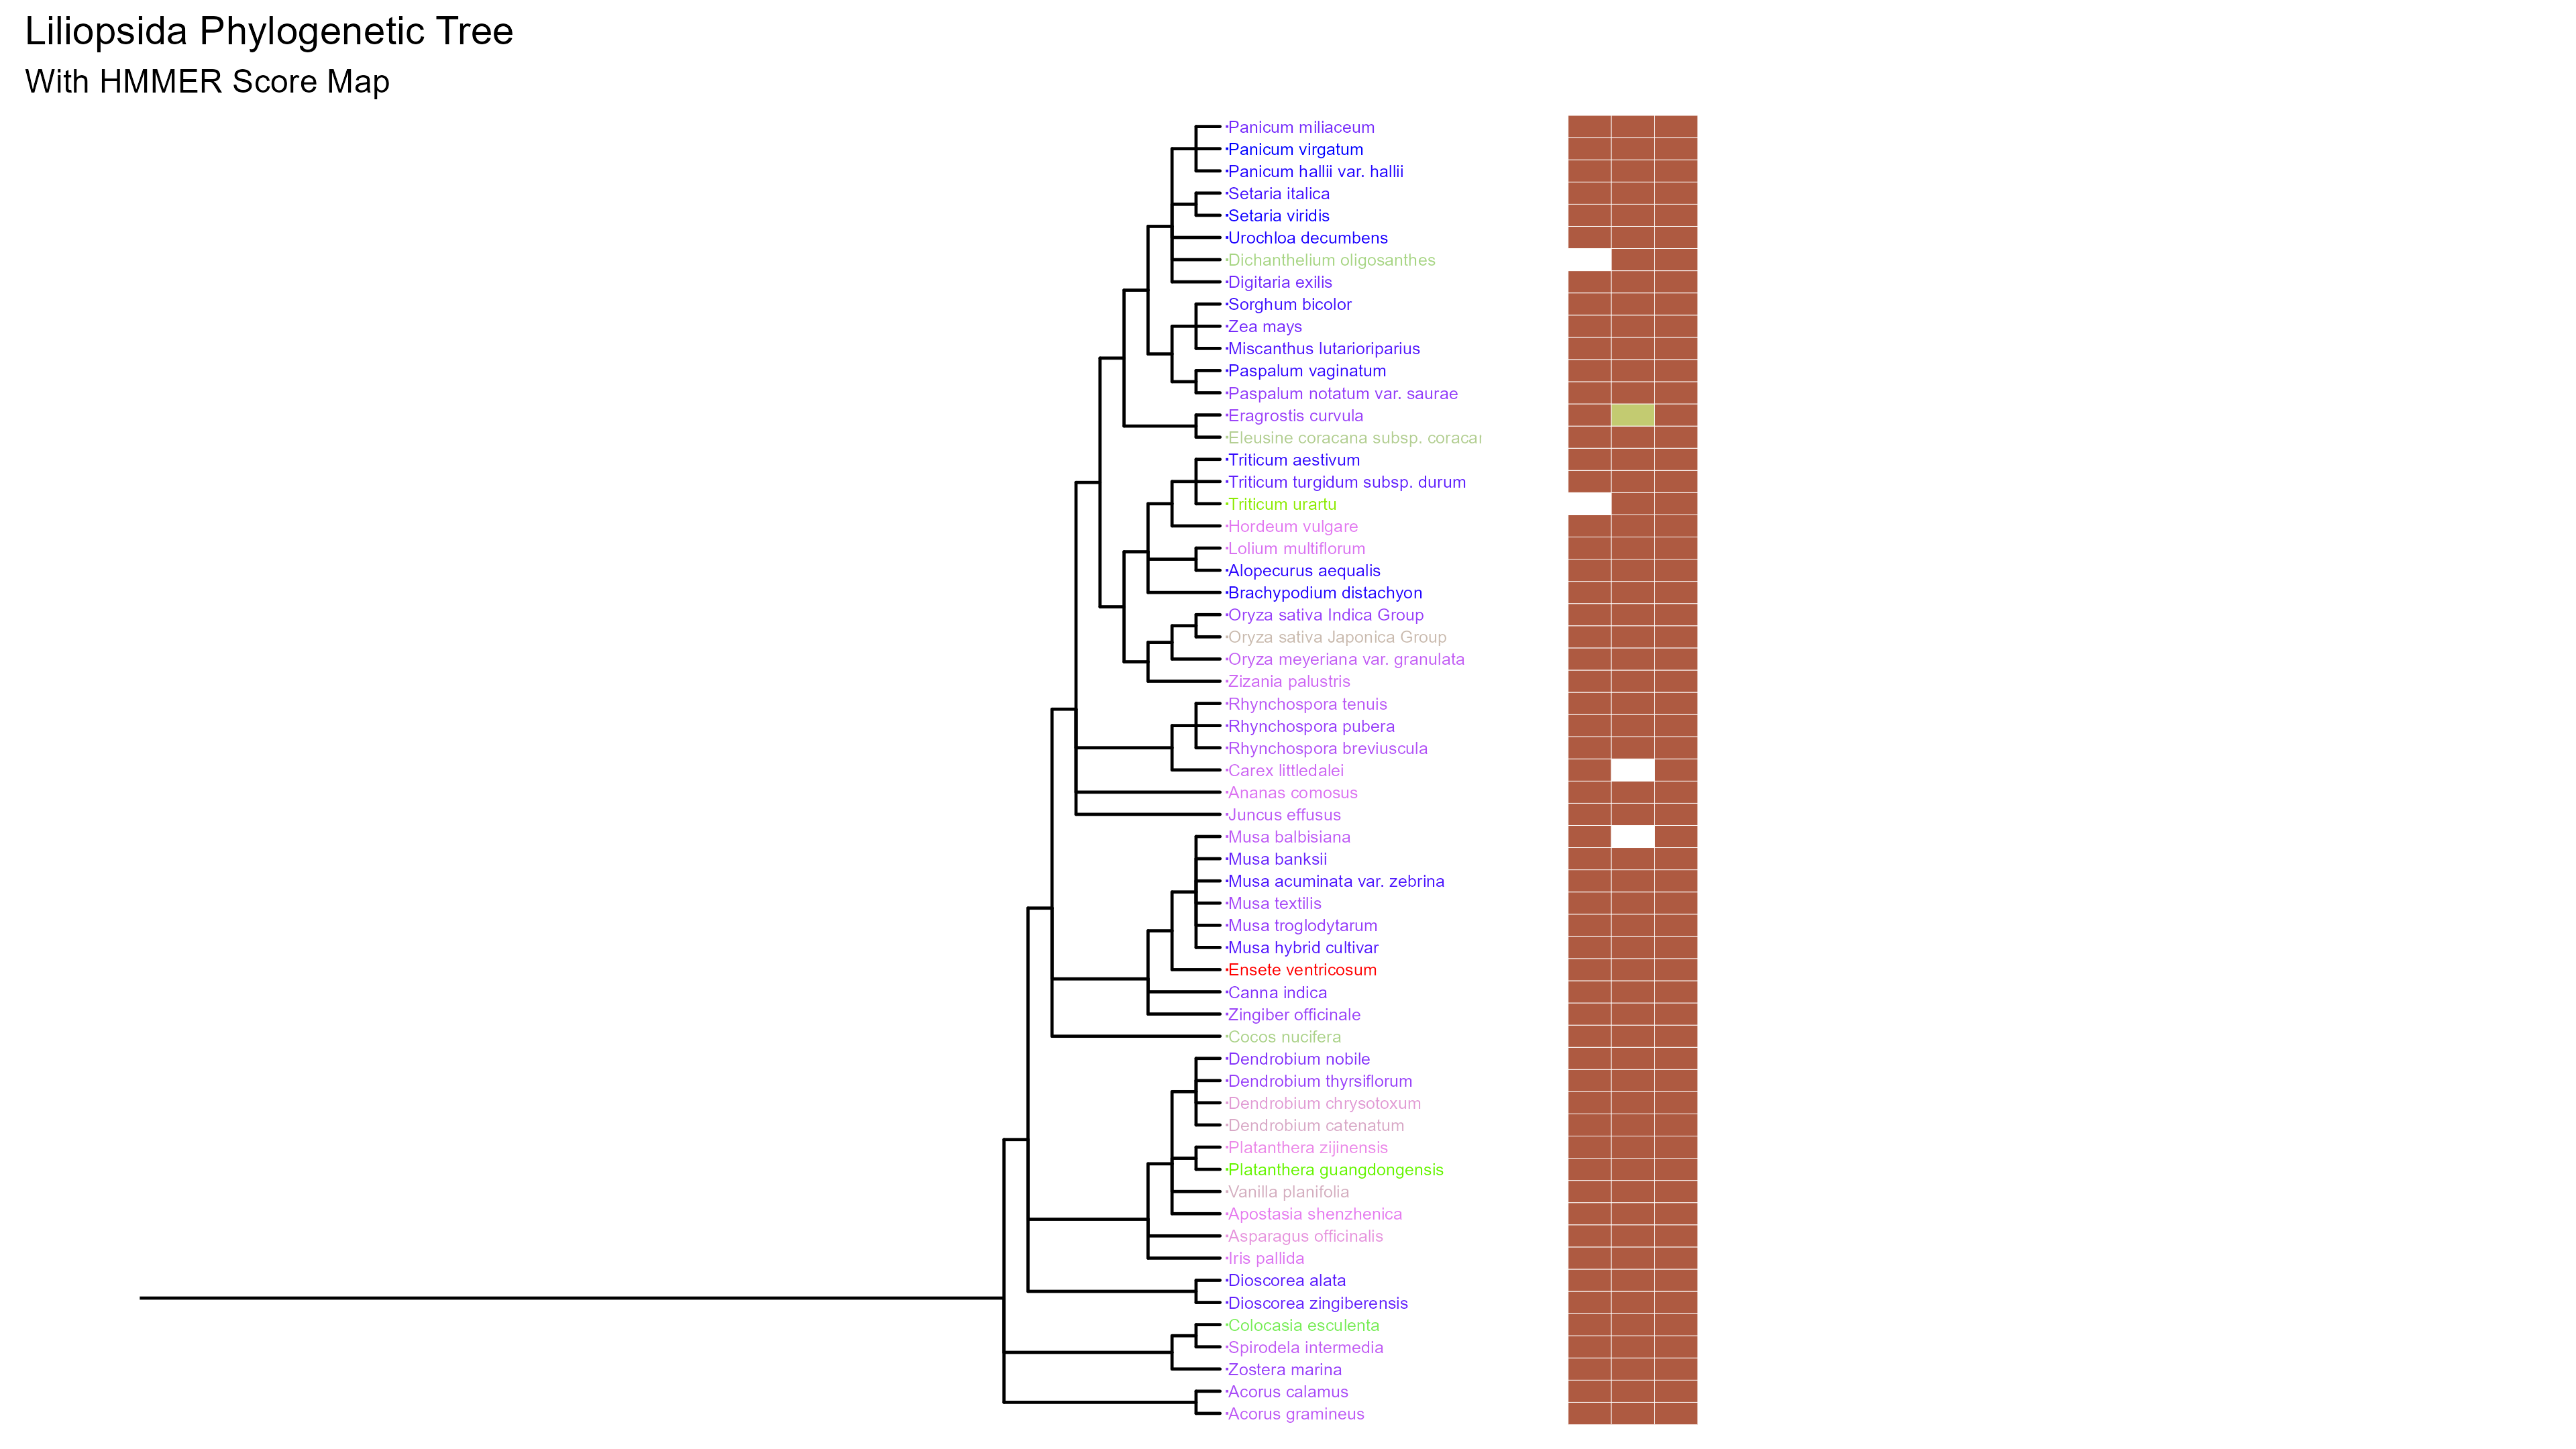 Liliopsida Phylogenetic Tree
With HMMER Score Map
Panicum miliaceum
Panicum virgatum
Panicum hallii var. hallii
Setaria italica
Setaria viridis
Urochloa decumbens
Dichanthelium oligosanthes
Digitaria exilis
Sorghum bicolor
Zea mays
Miscanthus lutarioriparius
Paspalum vaginatum
Paspalum notatum var. saurae
Eragrostis curvula
Eleusine coracana subsp.
Triticum aestivum
Triticum turgidum subsp. durum
Triticum urartu
Hordeum vulgare
Lolium multiflorum
Alopecurus aequalis
Brachypodium distachyon
Oryza sativa Indica Group
Oryza sativa Japonica Group
Oryza meyeriana var. granulata
Zizania palustris
Rhynchospora tenuis
Rhynchospora pubera
Rhynchospora breviuscula
Carex littledalei
Ananas comosus
Juncus effusus
Musa balbisiana
Musa banksii
Musa acuminata var. zebrina
Musa textilis
Musa troglodytarum
Musa hybrid cultivar
Ensete ventricosum
Canna indica
Zingiber officinale
Cocos nucifera
Dendrobium nobile
Dendrobium thyrsiflorum
Dendrobium chrysotoxum
Dendrobium catenatum
Platanthera zijinensis
Platanthera guangdongensis
Vanilla planifolia
Apostasia shenzhenica
Asparagus officinalis
Iris pallida
Dioscorea alata
Dioscorea zingiberensis
Colocasia esculenta
Spirodela intermedia
Zostera marina
Acorus calamus
Acorus gramineus